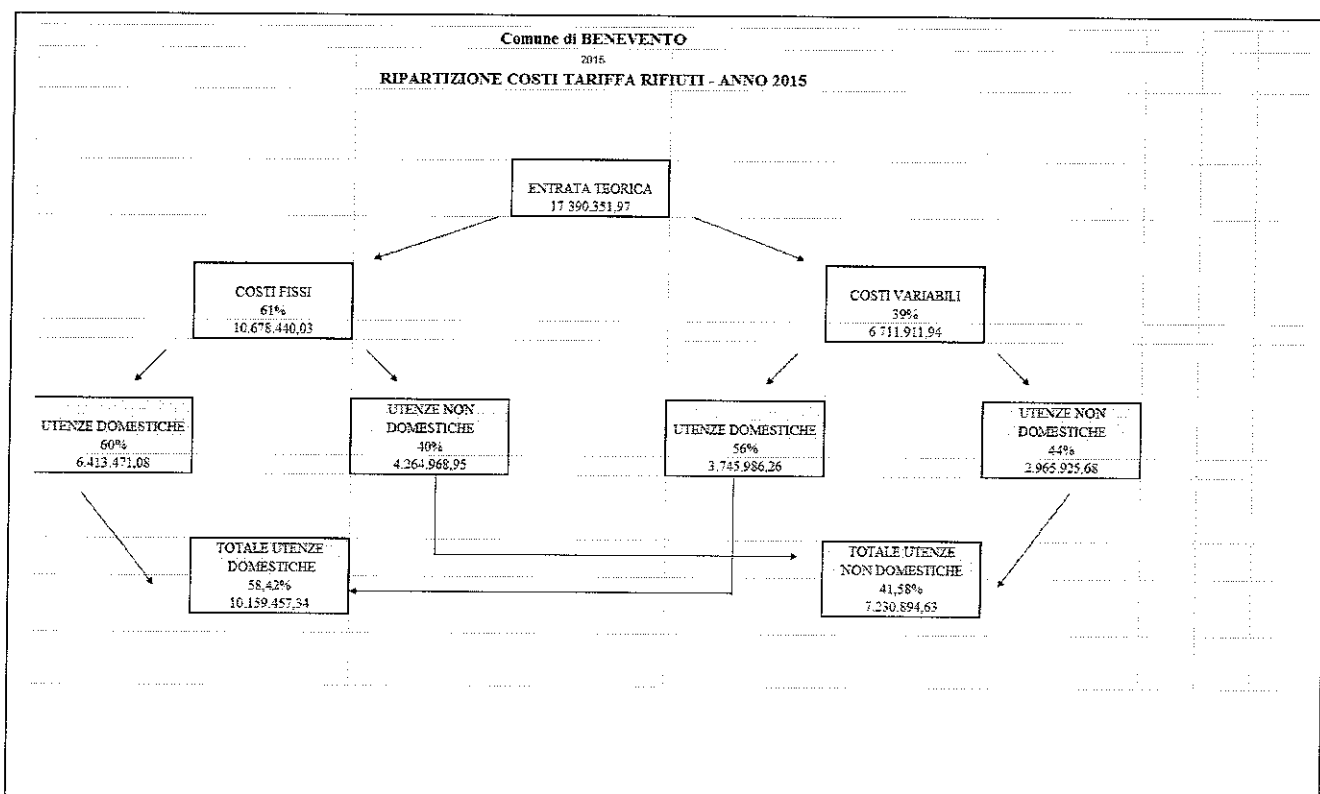 Comune di BENEVENTO
2015
RIPARTIZIONE COSTI TARIFFA RIFIUTI - ANNO 2015
ENTRATA TEORICA
17.390.351,97
COSTI FISSI
61%
10.678.440,03
COSTI VARIABILI
39%
6.711.911,94
UTENZE DOMESTICHE
60%
6.413.471,08
UTENZE NON
DOMESTICHE
40%
4.264.968,95
UTENZE DOMESTICHE
56%
3.745.986,26
UTENZE NON
DOMESTICHE
44%
2.965.925,68
TOTALE UTENZE
DOMESTICHE
58,42%
10.159.457,34
TOTALE UTENZE
NON DOMESTICHE
41,58%
7.230.894,63